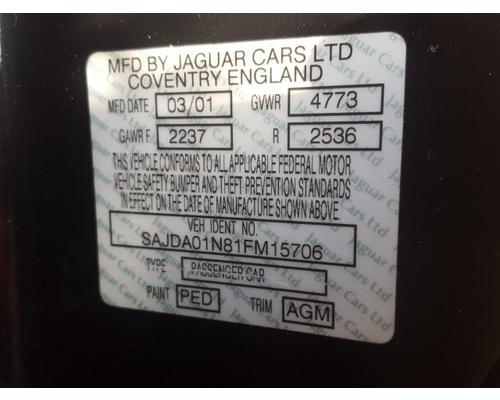 MFD BY JAGUAR CARS LTD
COVENTRY ENGLAND
MFD DATE 03/01 GVWR 4773
GAWR F. 2237 R 2536
THIS VEHICLE CONFORMS TO ALL APPLICABLE FEDERAL MOTOR
VEHICLE SAFETY BUMPER AND THEFT PREVENTION STANDARDS
IN EFFECT ON THE DATE OF MANUFACTURE SHOWN ABOVE.
VEH IDENT NO.
SAJDA01N81FM15706
TYPE PASSENGER CAR
PAINT PED TRIM AGM